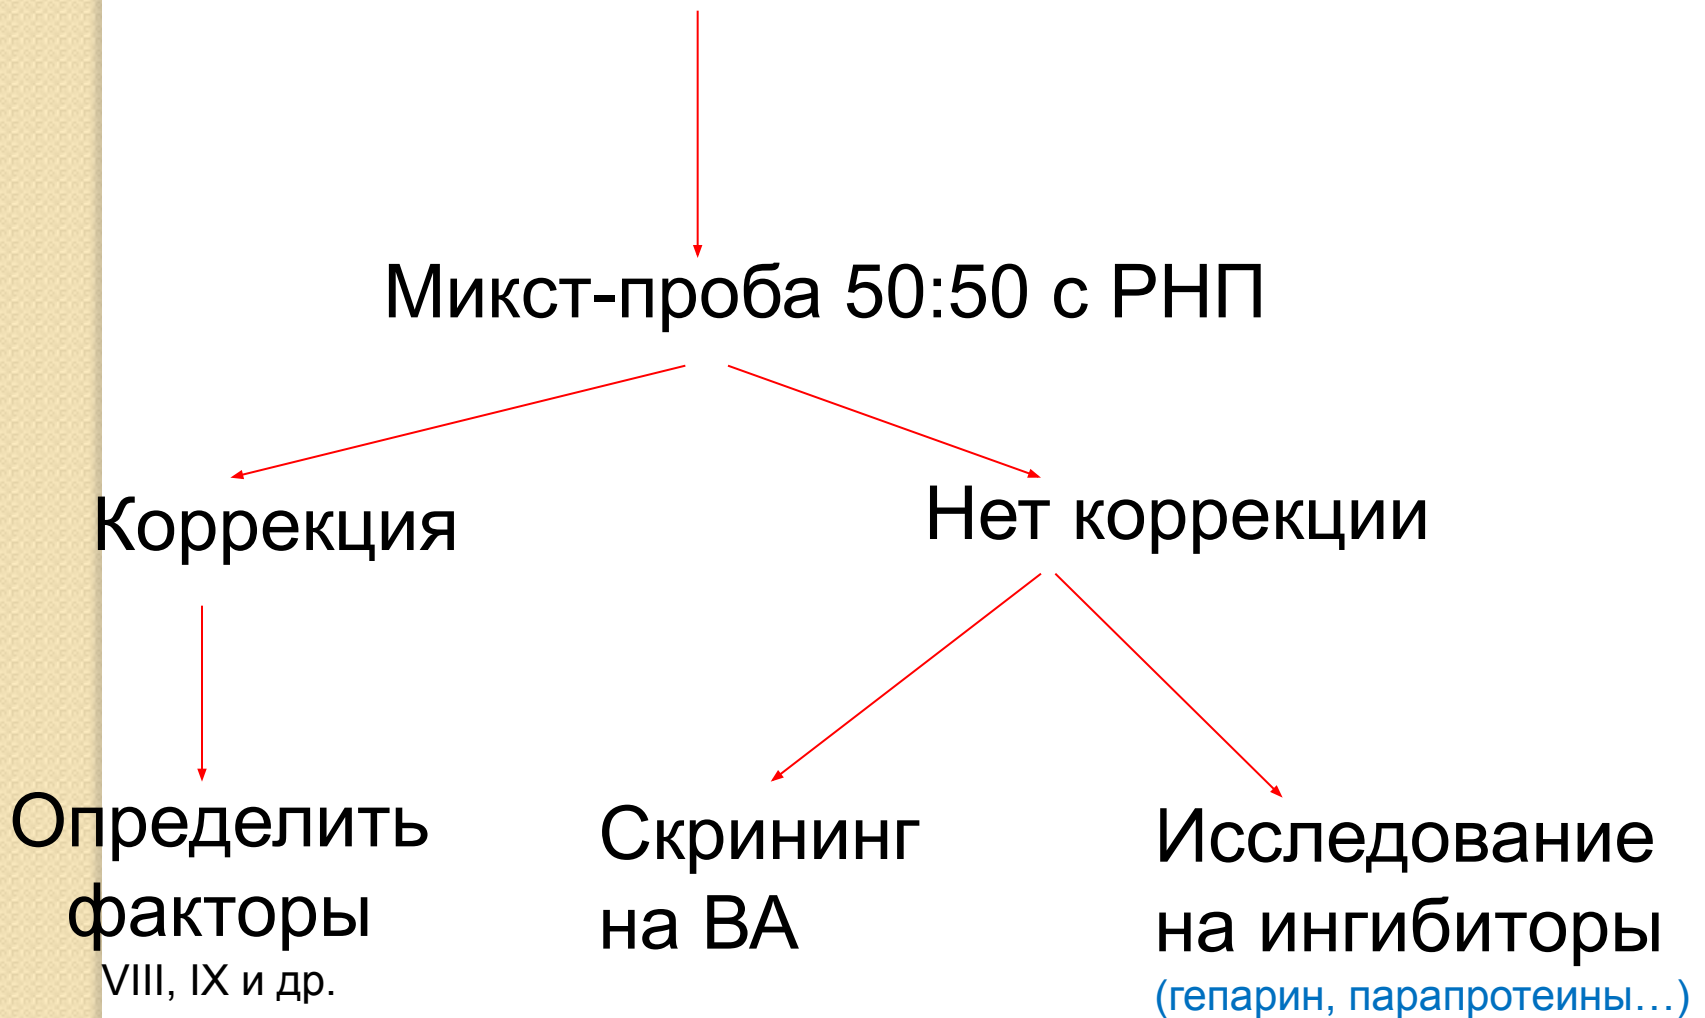 Микст-проба 50:50 с РНП
Коррекция
Нет коррекции
Определить
факторы
VIII, IX и др.
Скрининг
на ВА
Исследование
на ингибиторы
(гепарин, парапротеины...)